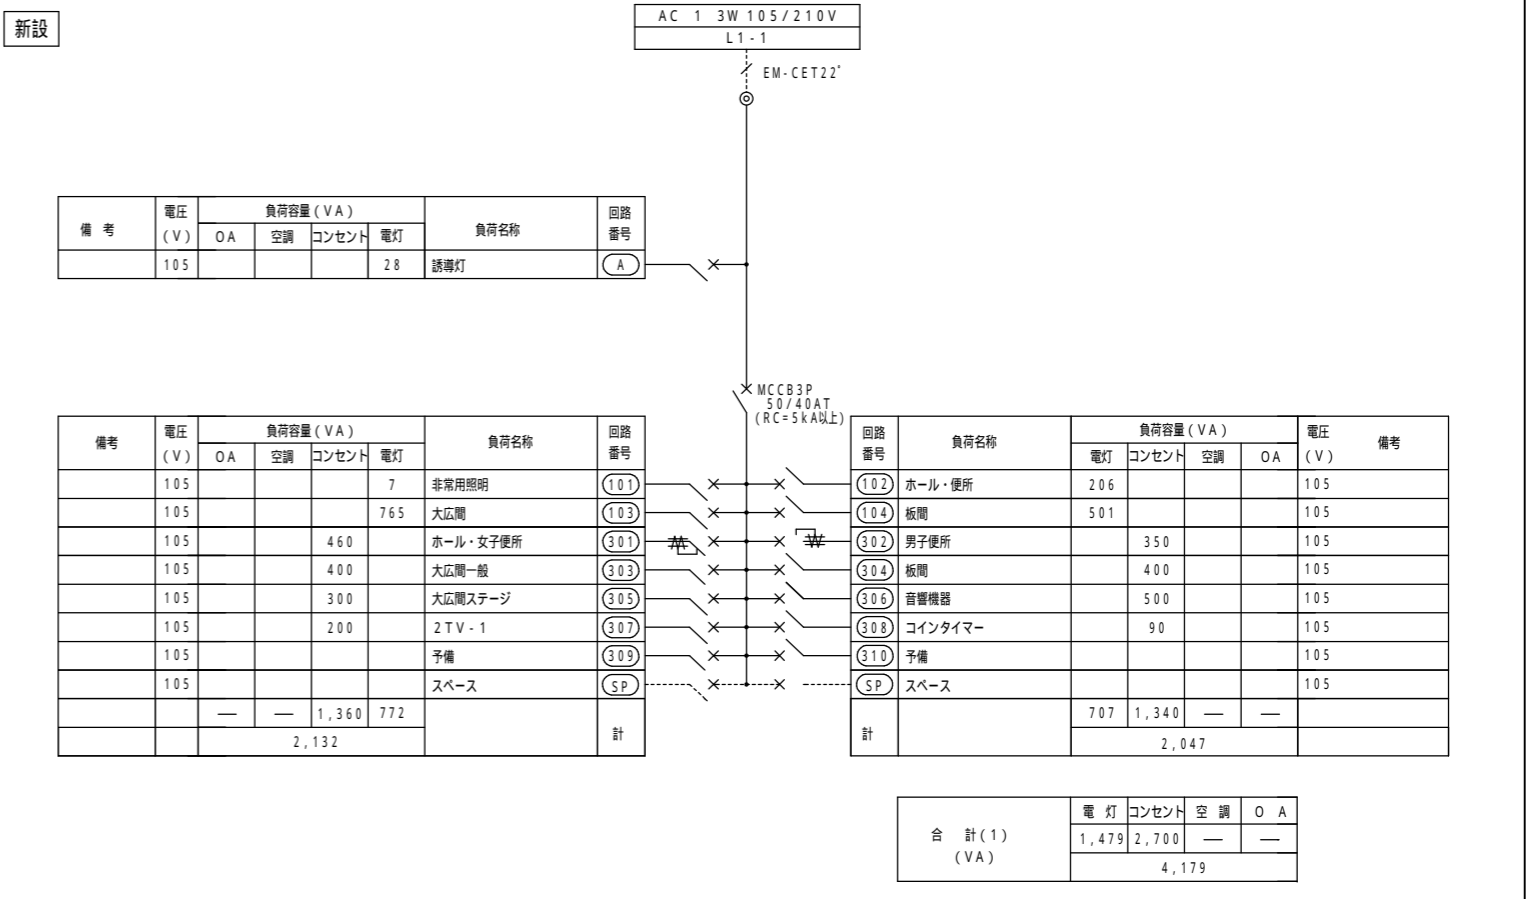 新設
AC 1 3W 105/210V
L1-1
EM-CET22°
備 考 電圧(V) 負荷容量(VA) OA 空調 コンセント 電灯 負荷名称 回路番号
105 28 誘導灯 A
MCCB3P
50/40AT
(RC=5kA以上)
備考 電圧(V) 負荷容量(VA) OA 空調 コンセント 電灯 負荷名称 回路番号
105 7 非常用照明 101
105 765 大広間 103
105 460 ホール・女子便所 301
105 400 大広間一般 303
105 300 大広間ステージ 305
105 200 2TV-1 307
105 予備 309
105 スペース SP
— — 1,360 772
2,132
計
回路番号 負荷名称 負荷容量(VA) 電灯 コンセント 空調 OA 電圧(V) 備考
102 ホール・便所 206 105
104 板間 501 105
302 男子便所 350 105
304 板間 400 105
306 音響機器 500 105
308 コインタイマー 90 105
310 予備 105
SP スペース 105
計
707 1,340 — —
2,047
合 計(1)
(VA)
電 灯 コンセント 空 調 O A
1,479 2,700 — —
4,179